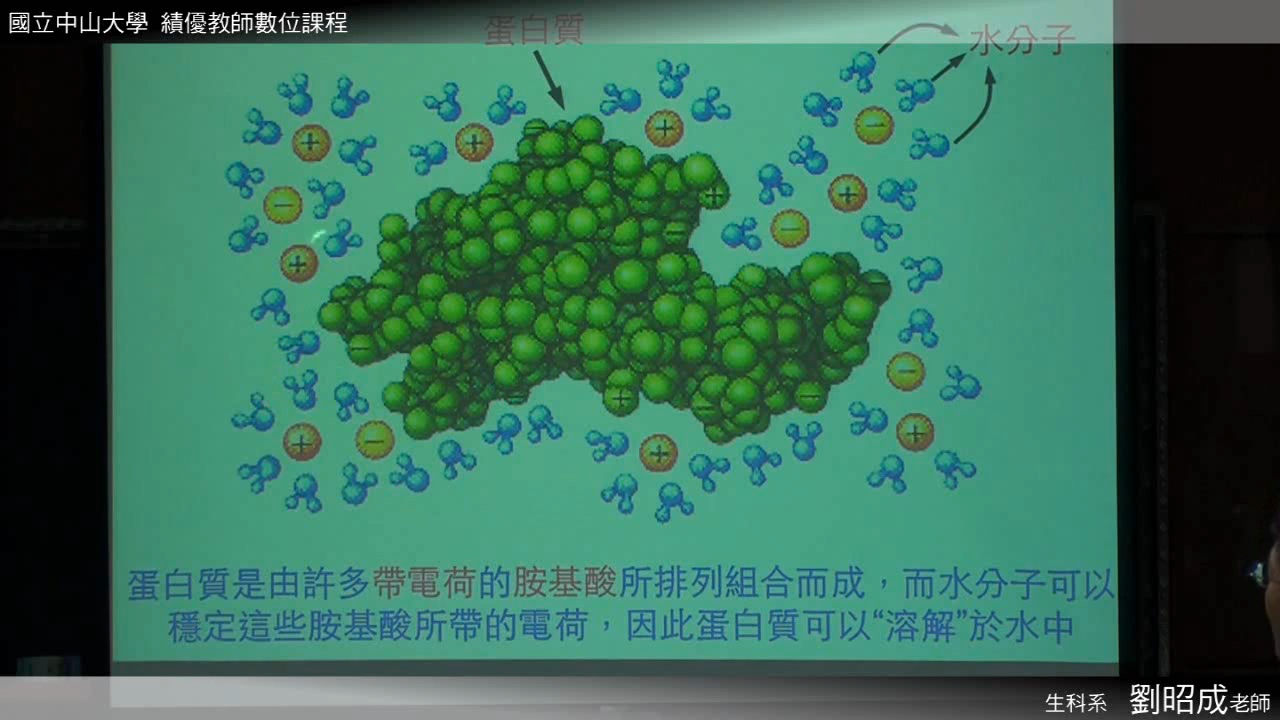 國立中山大學 績優教師數位課程
蛋白質
水分子
蛋白質是由許多帶電荷的胺基酸所排列組合而成，而水分子可以
穩定這些胺基酸所帶的電荷，因此蛋白質可以“溶解”於水中
生科系 劉昭成老師